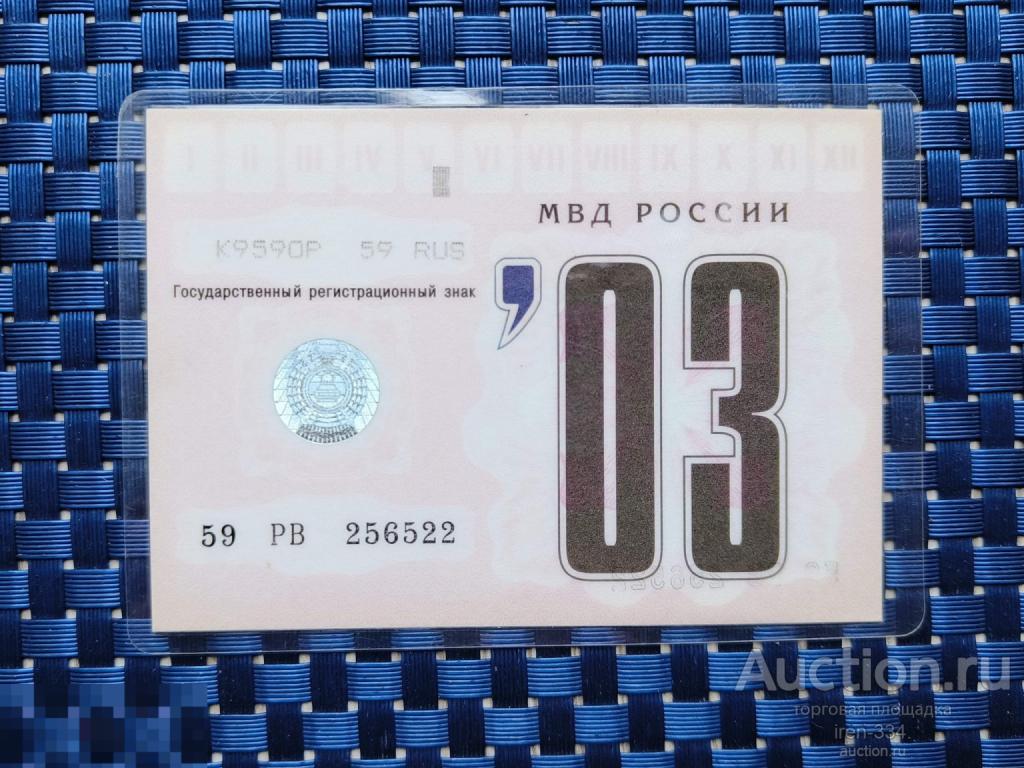 I II III VI V IV VII VIII XI X IX XII
МВД РОССИИ
К959ОР 59 RUS
Государственный регистрационный знак
'03
59 РВ 256522
Auction.ru
торговая площадка
iren-334.
auction.ru